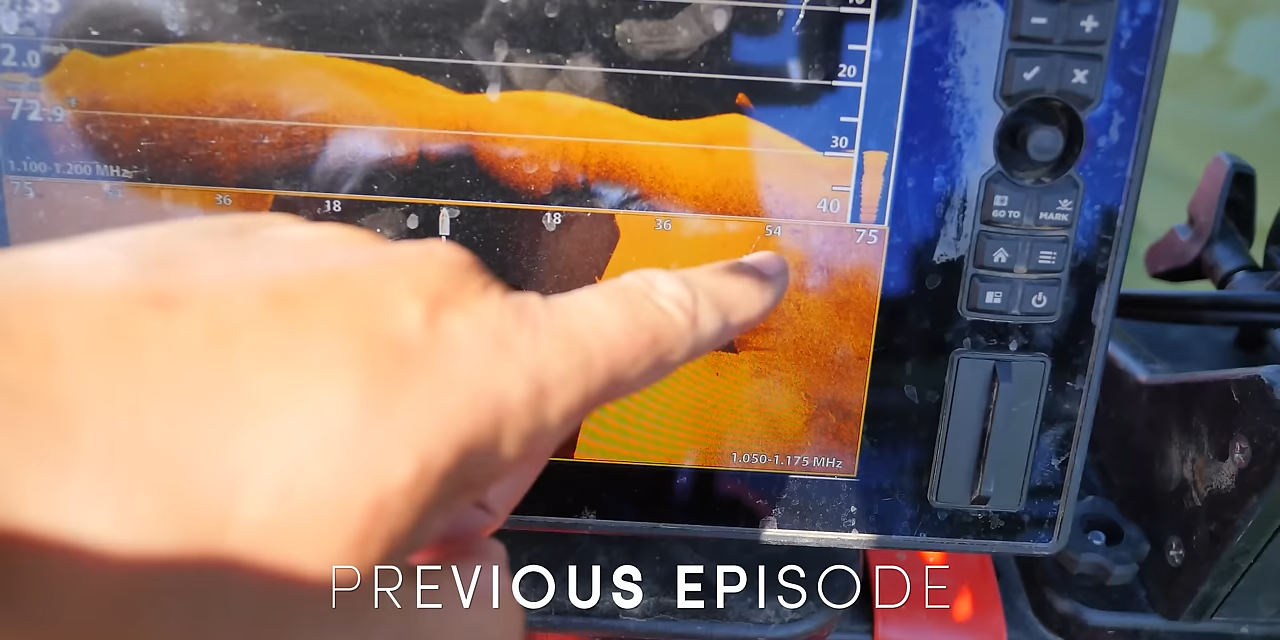 2.0 mph
20
72.9°
30
1.100-1.200 MHz
40
75 36 18 18 36 54 75
1.050-1.175 MHz
GO TO MARK
PREVIOUS EPISODE